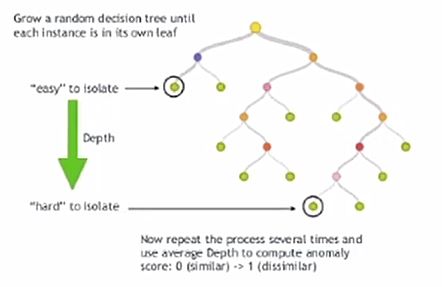 Grow a random decision tree until
each instance is in its own leaf
"easy" to isolate
Depth
"hard" to isolate
Now repeat the process several times and
use average Depth to compute anomaly
score: 0 (similar) -> 1 (dissimilar)